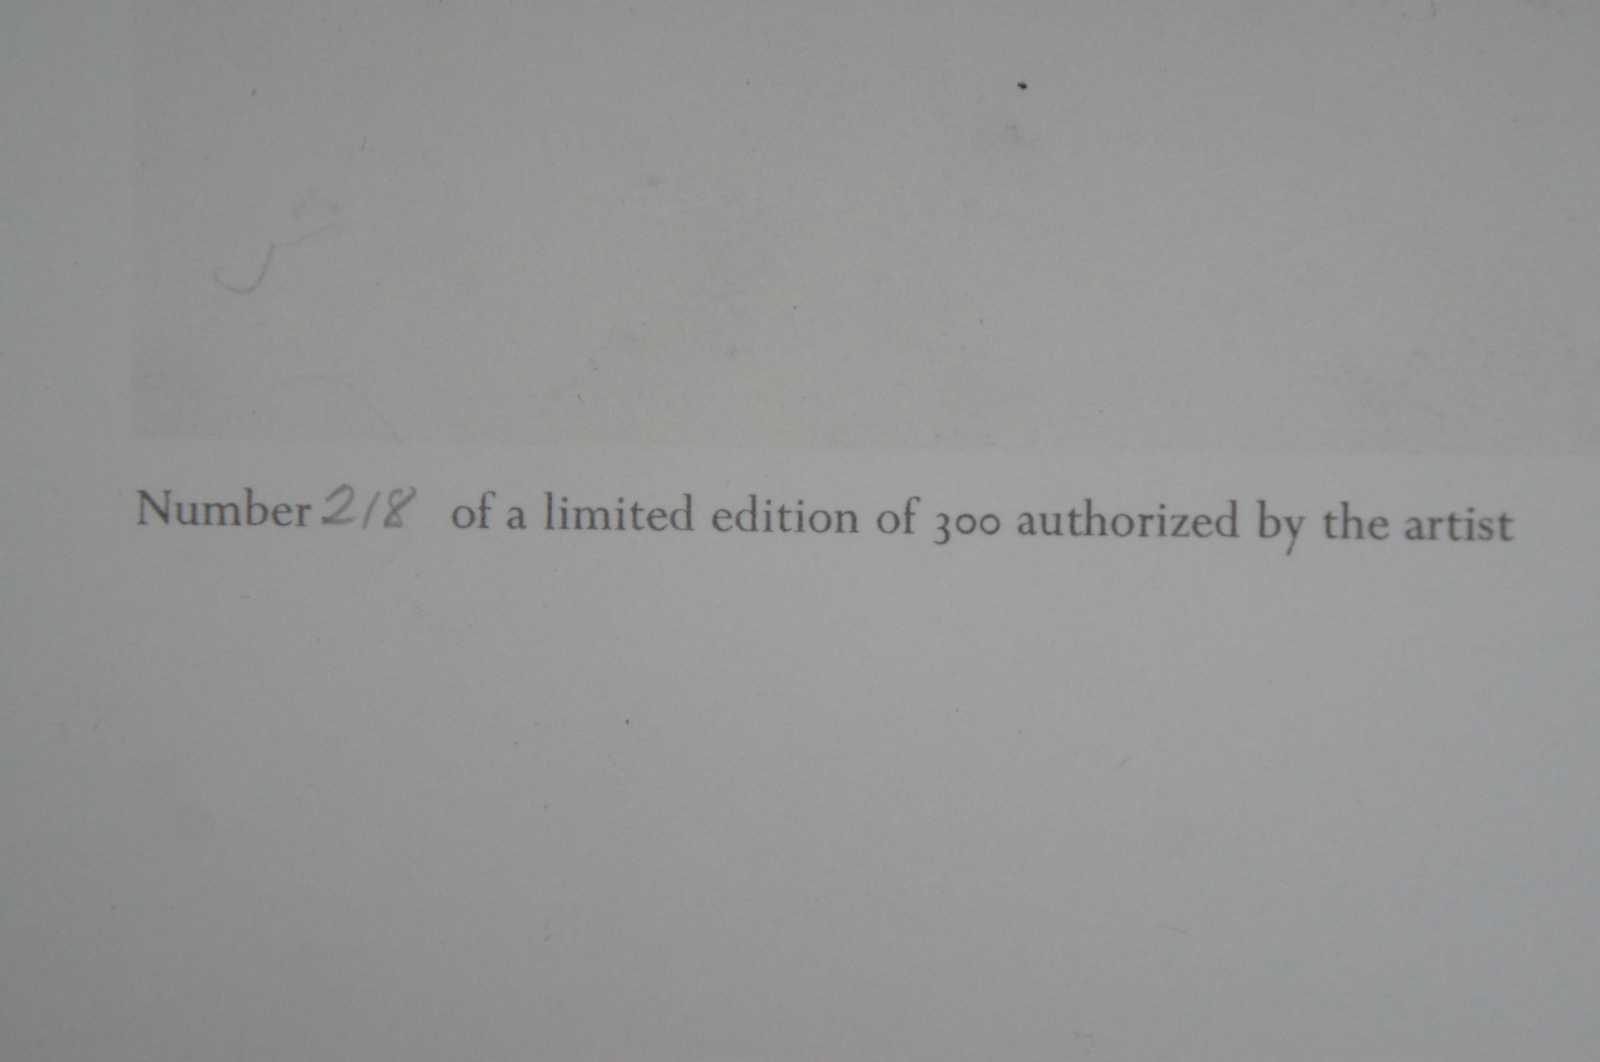 Number 218 of a limited edition of 300 authorized by the artist